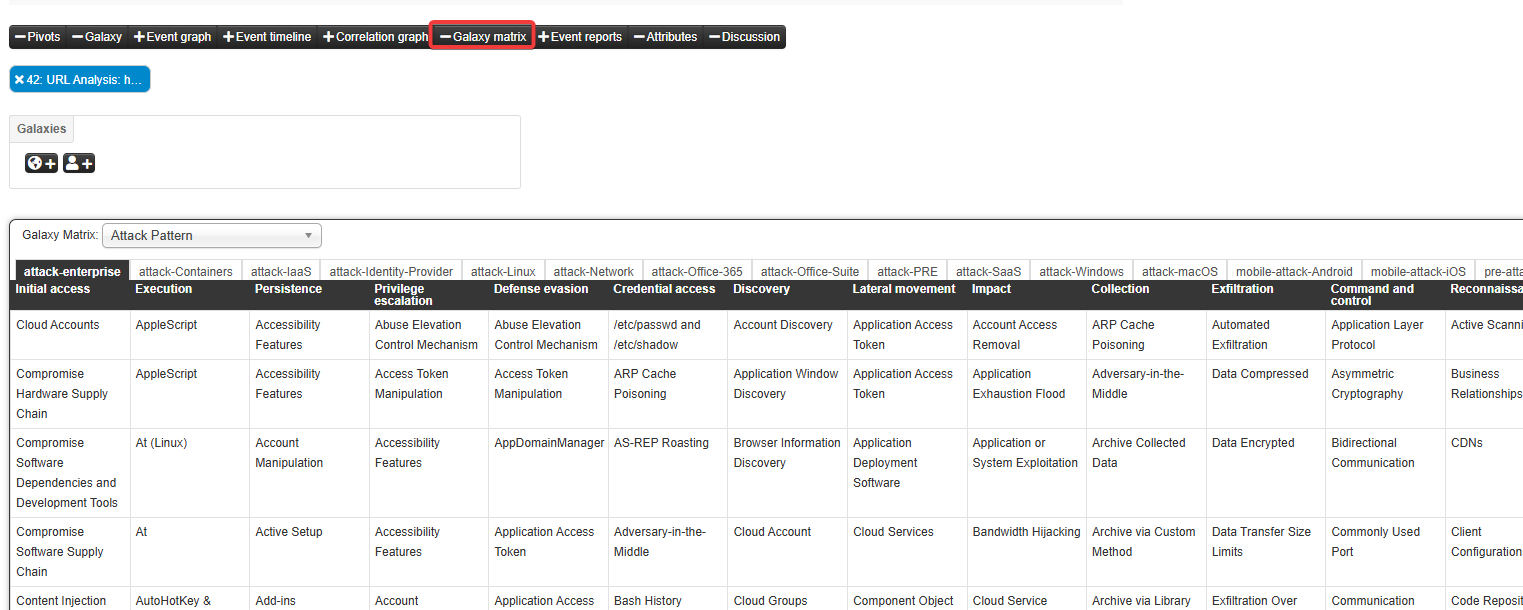 Pivots Galaxy Event graph Event timeline Correlation graph Galaxy matrix Event reports Attributes Discussion
42: URL Analysis: h...
Galaxies
Galaxy Matrix: Attack Pattern
attack-enterprise attack-Containers attack-IaaS attack-Identity-Provider attack-Linux attack-Network attack-Office-365 attack-Office-Suite attack-PRE attack-SaaS attack-Windows attack-macOS mobile-attack-Android mobile-attack-iOS pre-atta
Initial access Execution Persistence Privilege Defense evasion Credential access Discovery Lateral movement Impact Collection Exfiltration Command and Reconnaissa
escalation control
Cloud Accounts AppleScript Accessibility Abuse Elevation Abuse Elevation /etc/passwd and Account Discovery Application Access Account Access ARP Cache Automated Application Layer Active Scanni
Features Control Mechanism Control Mechanism /etc/shadow Token Removal Poisoning Exfiltration Protocol
Compromise AppleScript Accessibility Access Token Access Token ARP Cache Application Window Application Access Application Adversary-in-the- Data Compressed Asymmetric Business
Hardware Supply Features Manipulation Manipulation Poisoning Discovery Token Exhaustion Flood Middle Cryptography Relationships
Chain
Compromise At (Linux) Account Accessibility AppDomainManager AS-REP Roasting Browser Information Application Application or Archive Collected Data Encrypted Bidirectional CDNs
Software Manipulation Features Discovery Deployment System Exploitation Data Communication
Dependencies and Software
Development Tools
Compromise At Active Setup Accessibility Application Access Adversary-in-the- Cloud Account Cloud Services Bandwidth Hijacking Archive via Custom Data Transfer Size Commonly Used Client
Software Supply Features Token Middle Method Limits Port Configuration
Chain
Content Injection AutoHotKey & Add-ins Account Application Access Bash History Cloud Groups Component Object Cloud Service Archive via Library Exfiltration Over Communication Code Reposit